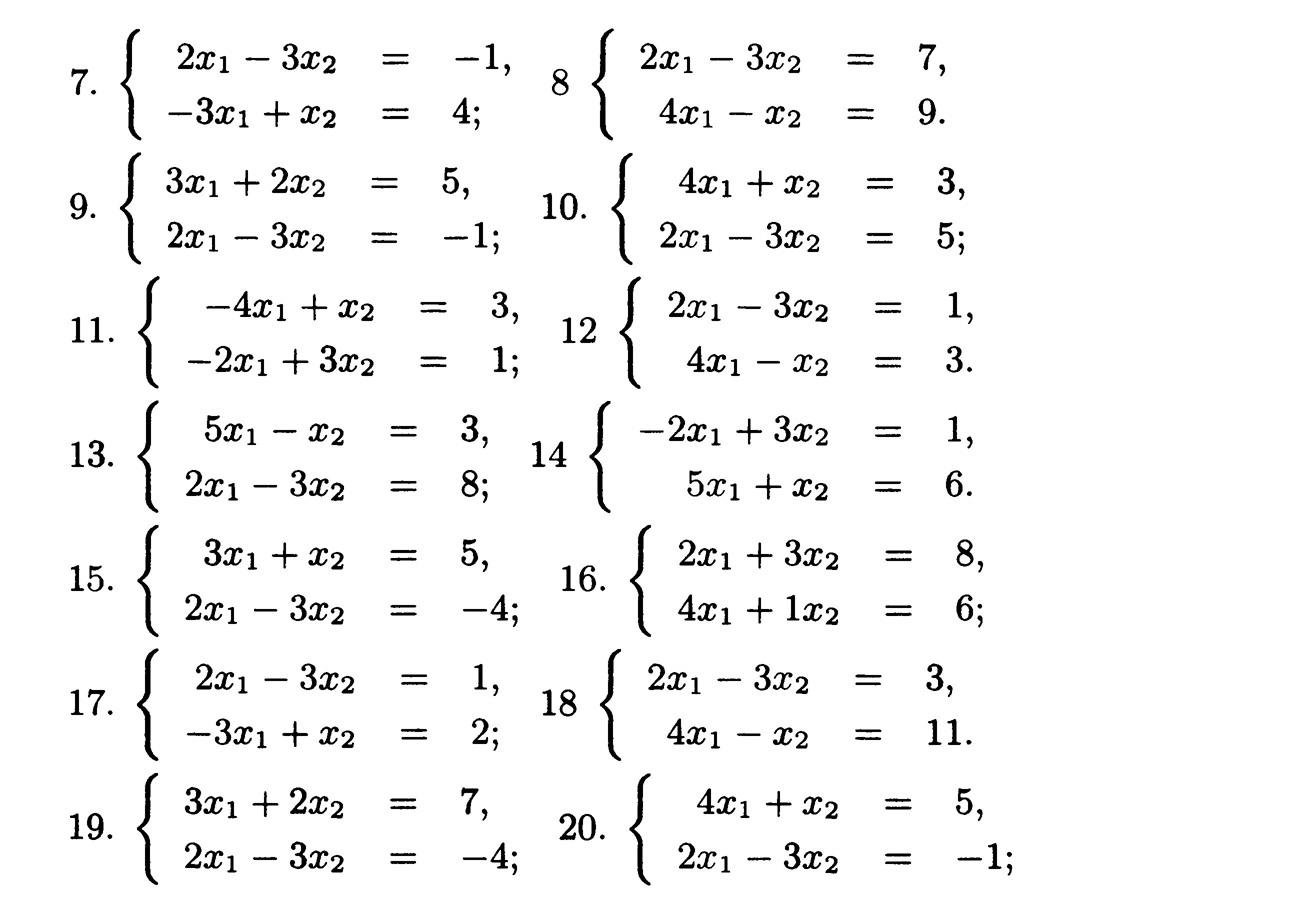 7. { 2x₁ − 3x₂ = −1, 8 { 2x₁ − 3x₂ = 7,
−3x₁ + x₂ = 4; 4x₁ − x₂ = 9.
9. { 3x₁ + 2x₂ = 5, 10. { 4x₁ + x₂ = 3,
2x₁ − 3x₂ = −1; 2x₁ − 3x₂ = 5;
11. { −4x₁ + x₂ = 3, 12 { 2x₁ − 3x₂ = 1,
−2x₁ + 3x₂ = 1; 4x₁ − x₂ = 3.
13. { 5x₁ − x₂ = 3, 14 { −2x₁ + 3x₂ = 1,
2x₁ − 3x₂ = 8; 5x₁ + x₂ = 6.
15. { 3x₁ + x₂ = 5, 16. { 2x₁ + 3x₂ = 8,
2x₁ − 3x₂ = −4; 4x₁ + 1x₂ = 6;
17. { 2x₁ − 3x₂ = 1, 18 { 2x₁ − 3x₂ = 3,
−3x₁ + x₂ = 2; 4x₁ − x₂ = 11.
19. { 3x₁ + 2x₂ = 7, 20. { 4x₁ + x₂ = 5,
2x₁ − 3x₂ = −4; 2x₁ − 3x₂ = −1;